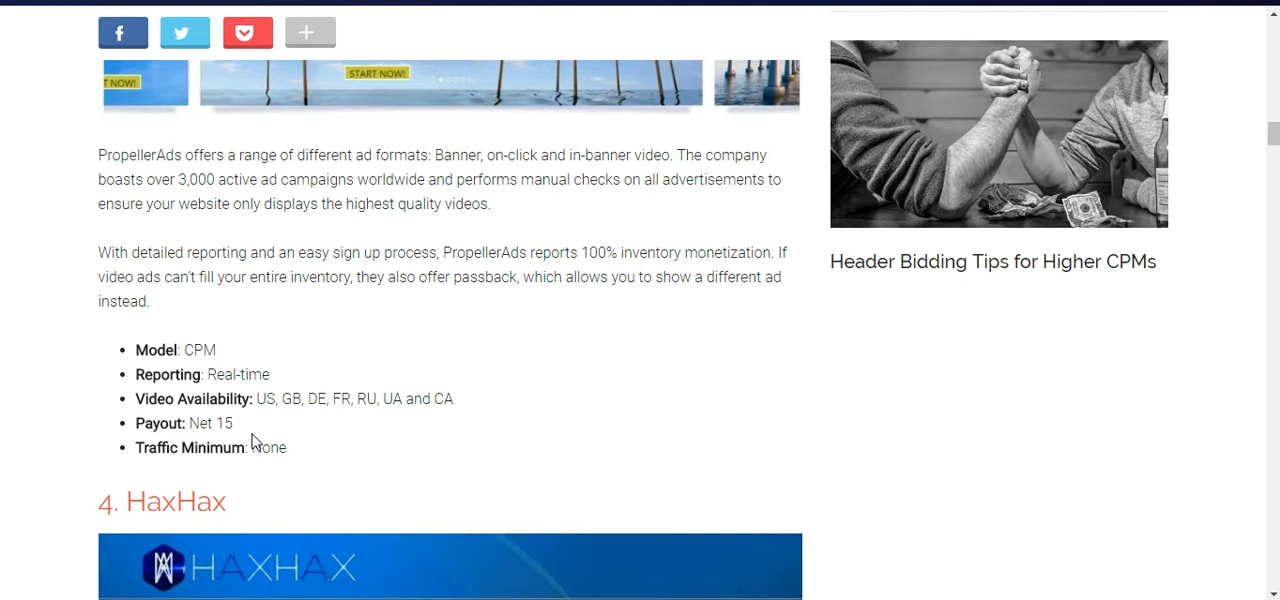 T NOW!
START NOW!
PropellerAds offers a range of different ad formats: Banner, on-click and in-banner video. The company
boasts over 3,000 active ad campaigns worldwide and performs manual checks on all advertisements to
ensure your website only displays the highest quality videos.
With detailed reporting and an easy sign up process, PropellerAds reports 100% inventory monetization. If
video ads can't fill your entire inventory, they also offer passback, which allows you to show a different ad
instead.
• Model: CPM
• Reporting: Real-time
• Video Availability: US, GB, DE, FR, RU, UA and CA
• Payout: Net 15
• Traffic Minimum: None
4. HaxHax
HAXHAX
Header Bidding Tips for Higher CPMs